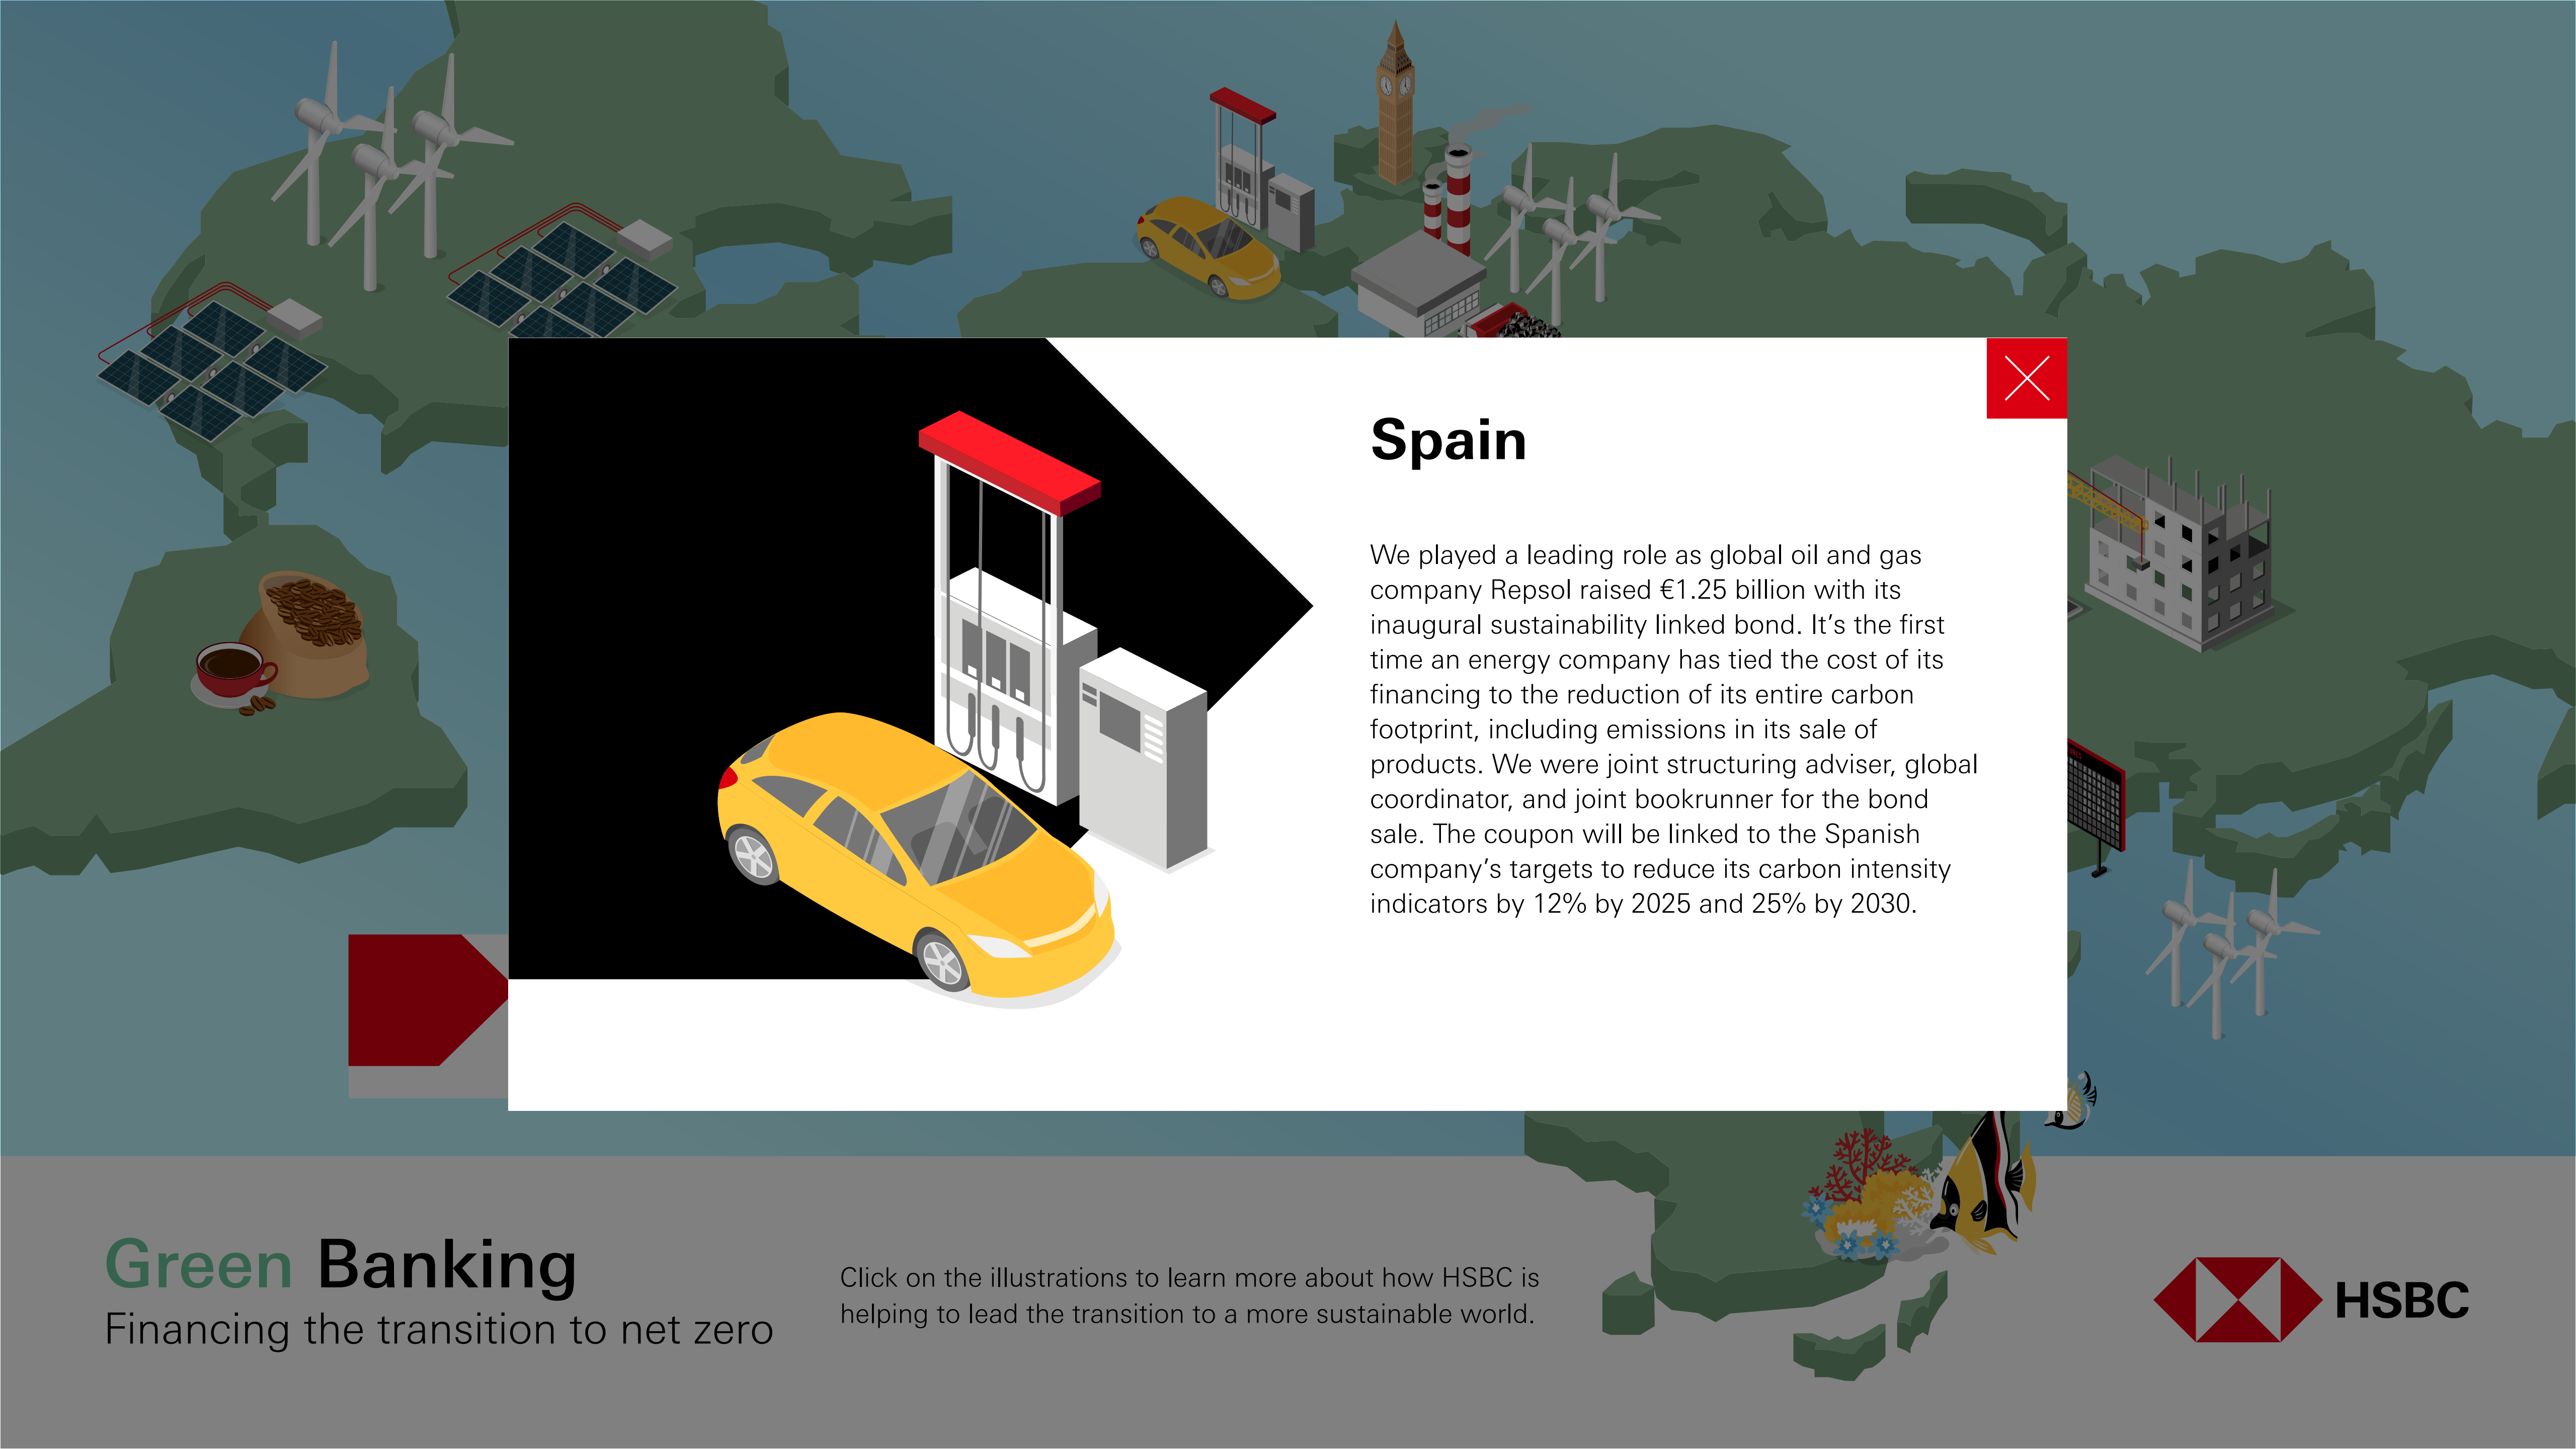 Spain
We played a leading role as global oil and gas
company Repsol raised €1.25 billion with its
inaugural sustainability linked bond. It’s the first
time an energy company has tied the cost of its
financing to the reduction of its entire carbon
footprint, including emissions in its sale of
products. We were joint structuring adviser, global
coordinator, and joint bookrunner for the bond
sale. The coupon will be linked to the Spanish
company’s targets to reduce its carbon intensity
indicators by 12% by 2025 and 25% by 2030.
Green Banking
Financing the transition to net zero
Click on the illustrations to learn more about how HSBC is
helping to lead the transition to a more sustainable world.
HSBC